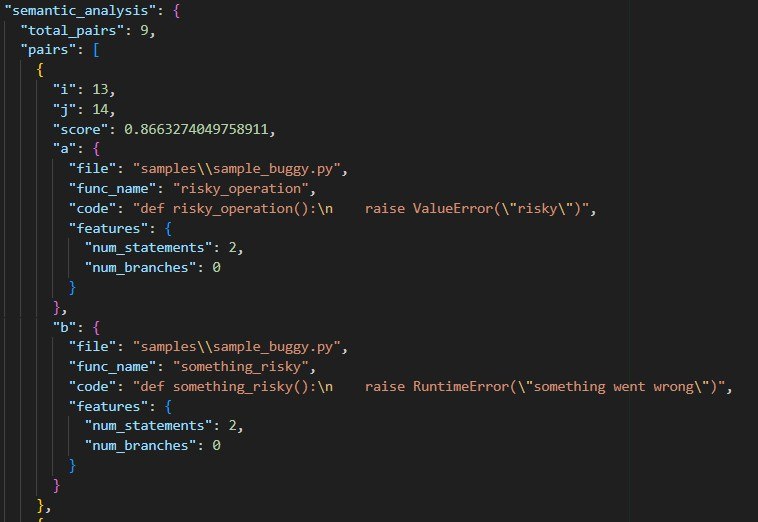 "semantic_analysis": {
"total_pairs": 9,
"pairs": [
{
"i": 13,
"j": 14,
"score": 0.8663274049758911,
"a": {
"file": "samples\\sample_buggy.py",
"func_name": "risky_operation",
"code": "def risky_operation():\n    raise ValueError(\"risky\")",
"features": {
"num_statements": 2,
"num_branches": 0
}
},
"b": {
"file": "samples\\sample_buggy.py",
"func_name": "something_risky",
"code": "def something_risky():\n    raise RuntimeError(\"something went wrong\")",
"features": {
"num_statements": 2,
"num_branches": 0
}
}
},
{